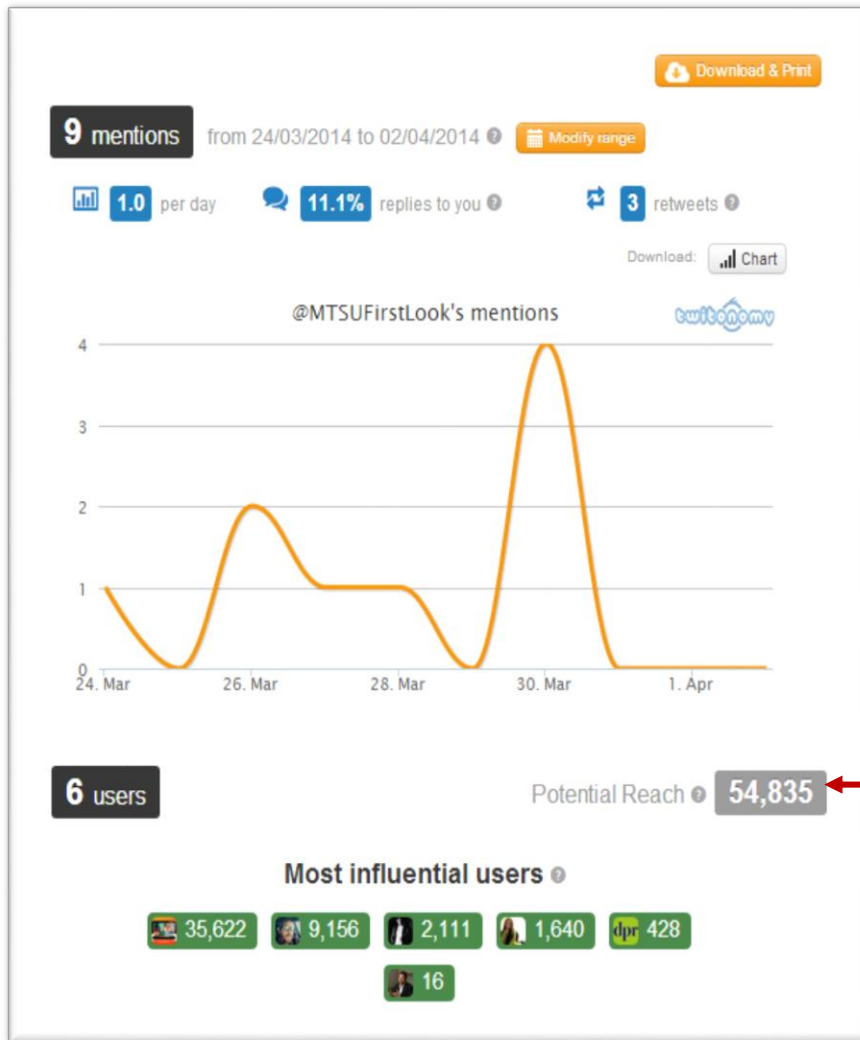 Download & Print
9 mentions from 24/03/2014 to 02/04/2014 ? Modify range
1.0 per day 11.1% replies to you ? 3 retweets ?
Download: Chart
@MTSUFirstLook's mentions twitonomy
4
3
2
1
0
24. Mar 26. Mar 28. Mar 30. Mar 1. Apr
6 users Potential Reach ? 54,835
Most influential users ?
35,622 9,156 2,111 1,640 dpr 428
16